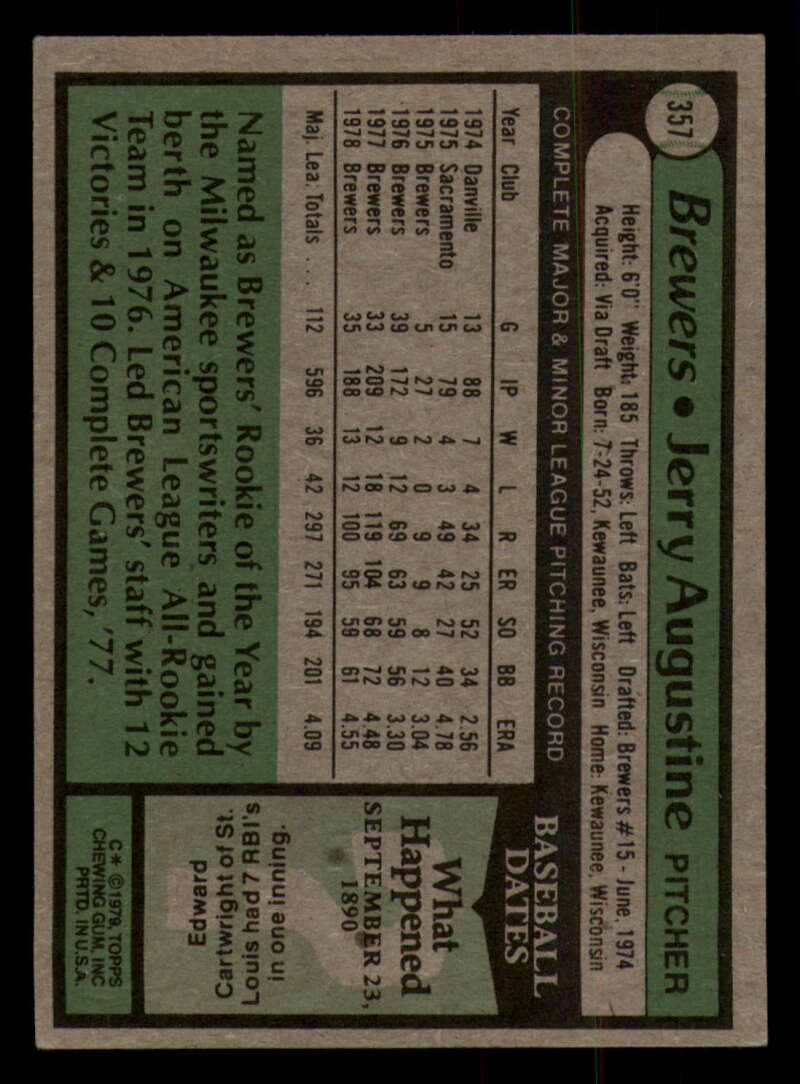 357
Brewers • Jerry Augustine PITCHER
Height: 6'0" Weight: 185 Throws: Left Bats: Left Drafted: Brewers #15 - June, 1974
Acquired: Via Draft Born: 7-24-52, Kewaunee, Wisconsin Home: Kewaunee, Wisconsin
COMPLETE MAJOR & MINOR LEAGUE PITCHING RECORD
Year Club G IP W L R ER SO BB ERA
1974 Danville 13 88 7 4 34 25 52 34 2.56
1975 Sacramento 15 79 4 3 49 42 27 40 4.78
1975 Brewers 5 27 2 0 9 9 8 12 3.04
1976 Brewers 39 172 9 12 69 63 59 56 3.30
1977 Brewers 33 209 12 18 119 104 68 72 4.48
1978 Brewers 35 188 13 12 100 95 59 61 4.55
Maj. Lea. Totals . . . 112 596 36 42 297 271 194 201 4.09
Named as Brewers' Rookie of the Year by
the Milwaukee sportswriters and gained
berth on American League All-Rookie
Team in 1976. Led Brewers' staff with 12
Victories & 10 Complete Games, '77.
BASEBALL
DATES
What
Happened
SEPTEMBER 23,
1890
Edward
Cartwright of St.
Louis had 7 RBI's
in one inning.
C* ©1979, TOPPS
CHEWING GUM, INC
PRTD. IN U.S.A.